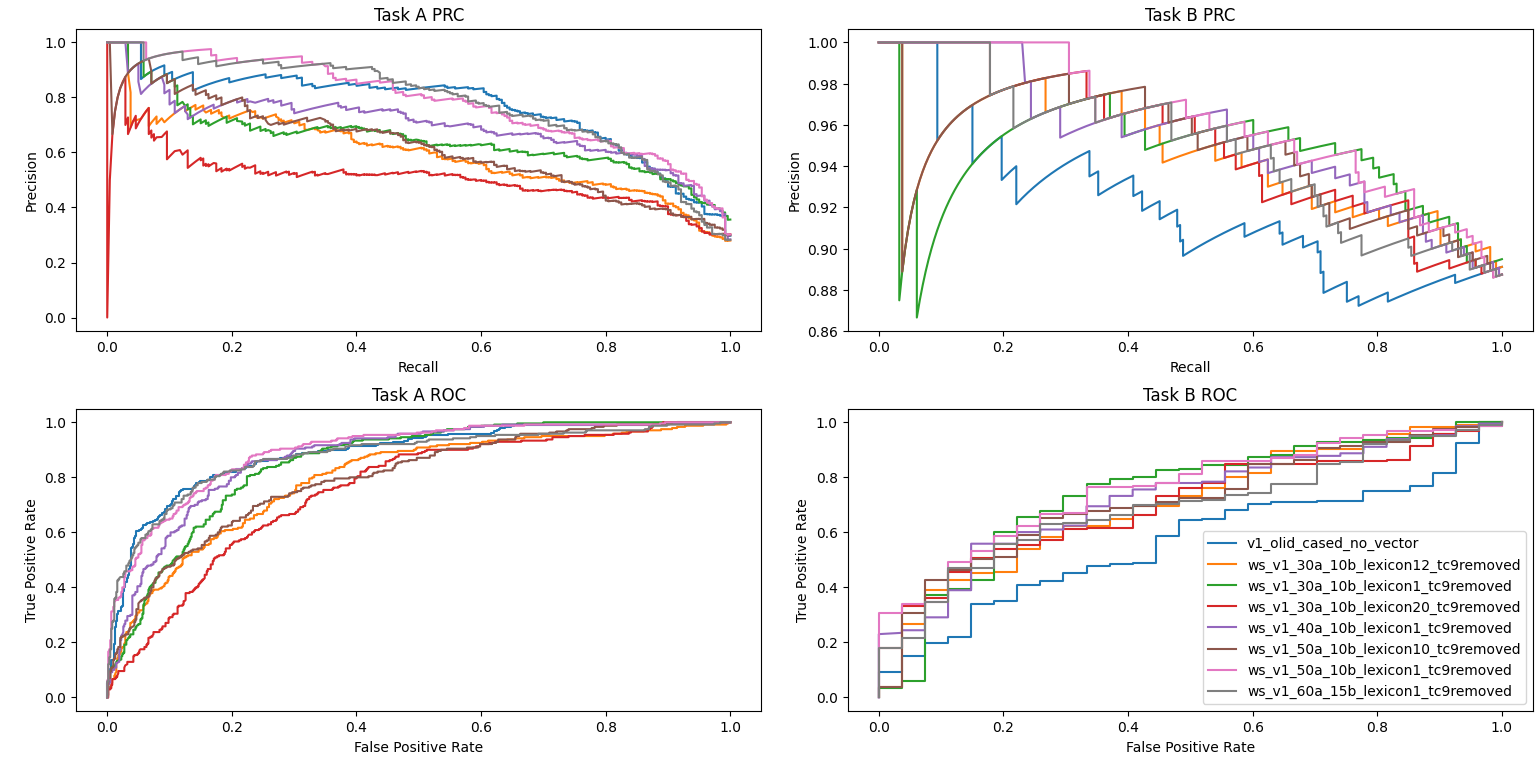 Task A PRC
1.0
0.8
0.6
0.4
0.2
0.0
Precision
0.0 0.2 0.4 0.6 0.8 1.0
Recall
Task B PRC
1.00
0.98
0.96
0.94
0.92
0.90
0.88
0.86
Precision
0.0 0.2 0.4 0.6 0.8 1.0
Recall
Task A ROC
1.0
0.8
0.6
0.4
0.2
0.0
True Positive Rate
0.0 0.2 0.4 0.6 0.8 1.0
False Positive Rate
Task B ROC
1.0
0.8
0.6
0.4
0.2
0.0
True Positive Rate
v1_olid_cased_no_vector
ws_v1_30a_10b_lexicon12_tc9removed
ws_v1_30a_10b_lexicon1_tc9removed
ws_v1_30a_10b_lexicon20_tc9removed
ws_v1_40a_10b_lexicon1_tc9removed
ws_v1_50a_10b_lexicon10_tc9removed
ws_v1_50a_10b_lexicon1_tc9removed
ws_v1_60a_15b_lexicon1_tc9removed
0.0 0.2 0.4 0.6 0.8 1.0
False Positive Rate